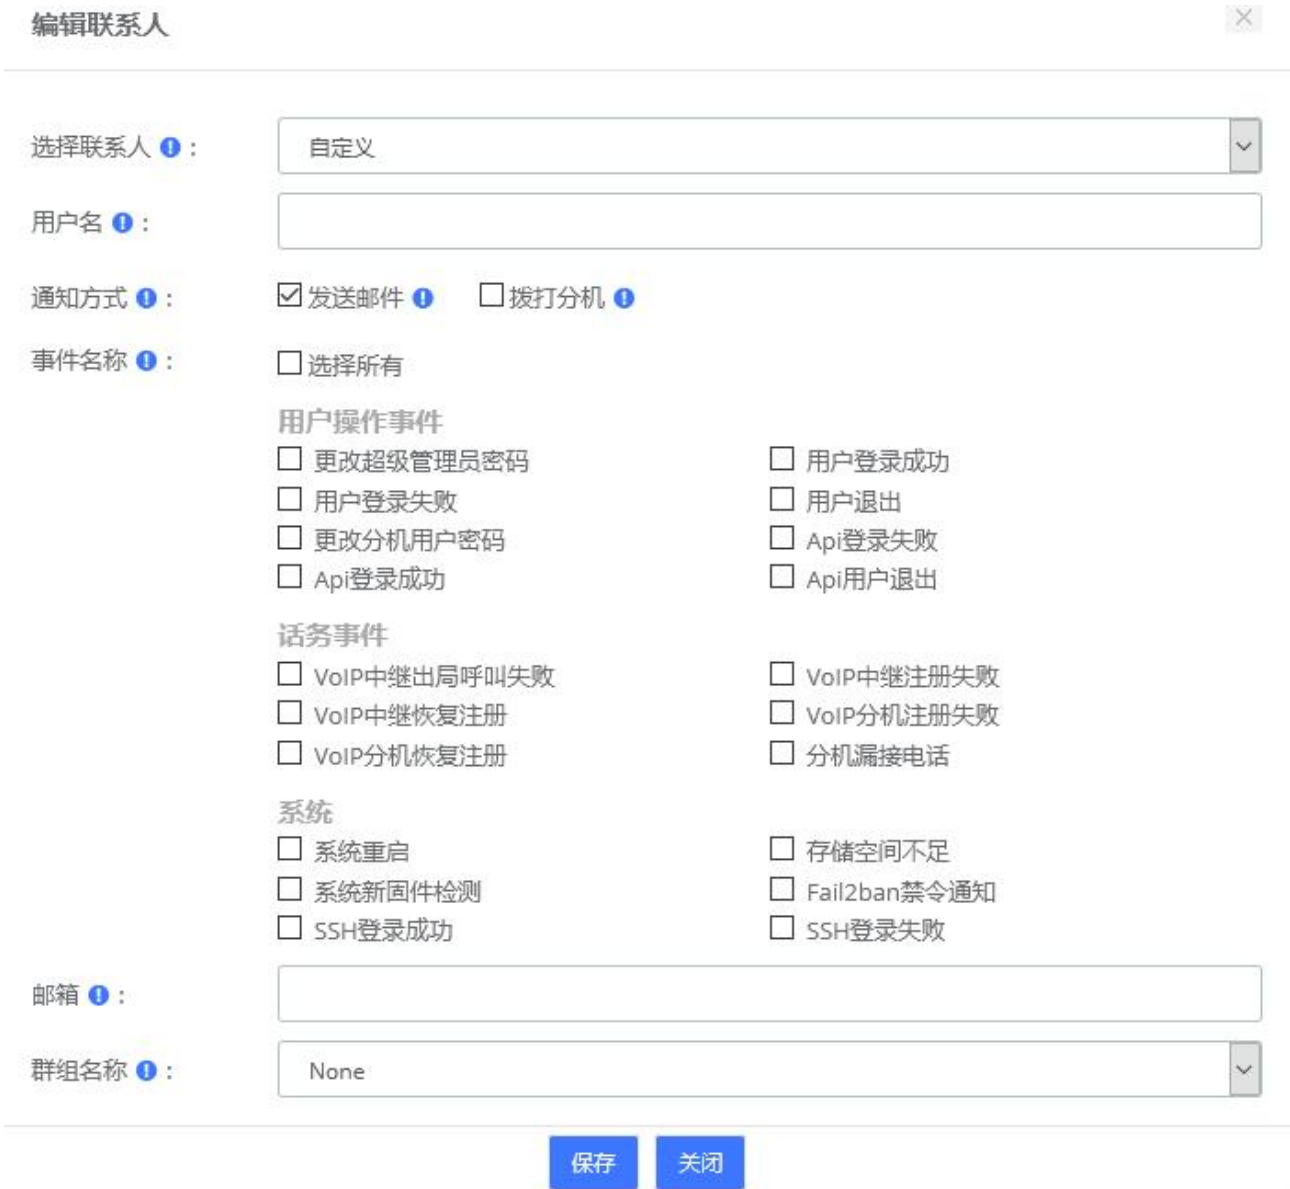 编辑联系人
选择联系人 : 自定义
用户名 :
通知方式 : 发送邮件 拨打分机
事件名称 : 选择所有
用户操作事件
更改超级管理员密码 用户登录成功
用户登录失败 用户退出
更改分机用户密码 Api登录失败
Api登录成功 Api用户退出
话务事件
VoIP中继出局呼叫失败 VoIP中继注册失败
VoIP中继恢复注册 VoIP分机注册失败
VoIP分机恢复注册 分机漏接电话
系统
系统重启 存储空间不足
系统新固件检测 Fail2ban禁令通知
SSH登录成功 SSH登录失败
邮箱 :
群组名称 : None
保存 关闭